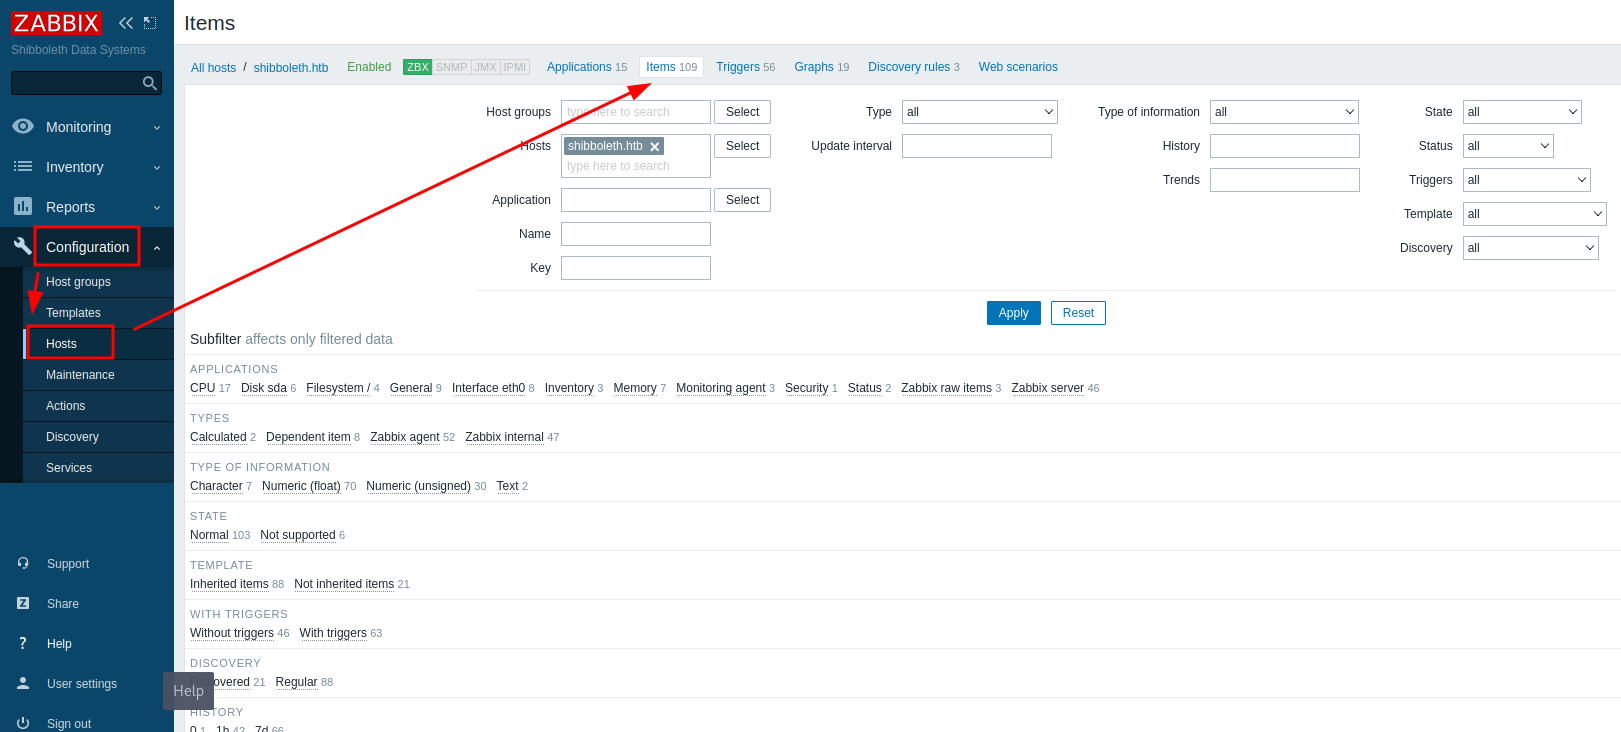 ZABBIX
Shibboleth Data Systems
Monitoring
Inventory
Reports
Configuration
Host groups
Templates
Hosts
Maintenance
Actions
Discovery
Services
Support
Share
Help
User settings
Sign out
Help
Items
All hosts / shibboleth.htb Enabled ZBX SNMP JMX IPMI Applications 15 Items 109 Triggers 56 Graphs 19 Discovery rules 3 Web scenarios
Host groups type here to search Select Type all Type of information all State all
Hosts shibboleth.htb Select Update interval History Status all
type here to search
Trends Triggers all
Application Select
Template all
Name
Discovery all
Key
Apply Reset
Subfilter affects only filtered data
APPLICATIONS
CPU 17 Disk sda 6 Filesystem / 4 General 9 Interface eth0 8 Inventory 3 Memory 7 Monitoring agent 3 Security 1 Status 2 Zabbix raw items 3 Zabbix server 46
TYPES
Calculated 2 Dependent item 8 Zabbix agent 52 Zabbix internal 47
TYPE OF INFORMATION
Character 7 Numeric (float) 70 Numeric (unsigned) 30 Text 2
STATE
Normal 103 Not supported 6
TEMPLATE
Inherited items 88 Not inherited items 21
WITH TRIGGERS
Without triggers 46 With triggers 63
DISCOVERY
overed 21 Regular 88
HISTORY
0 1 1h 42 7d 66